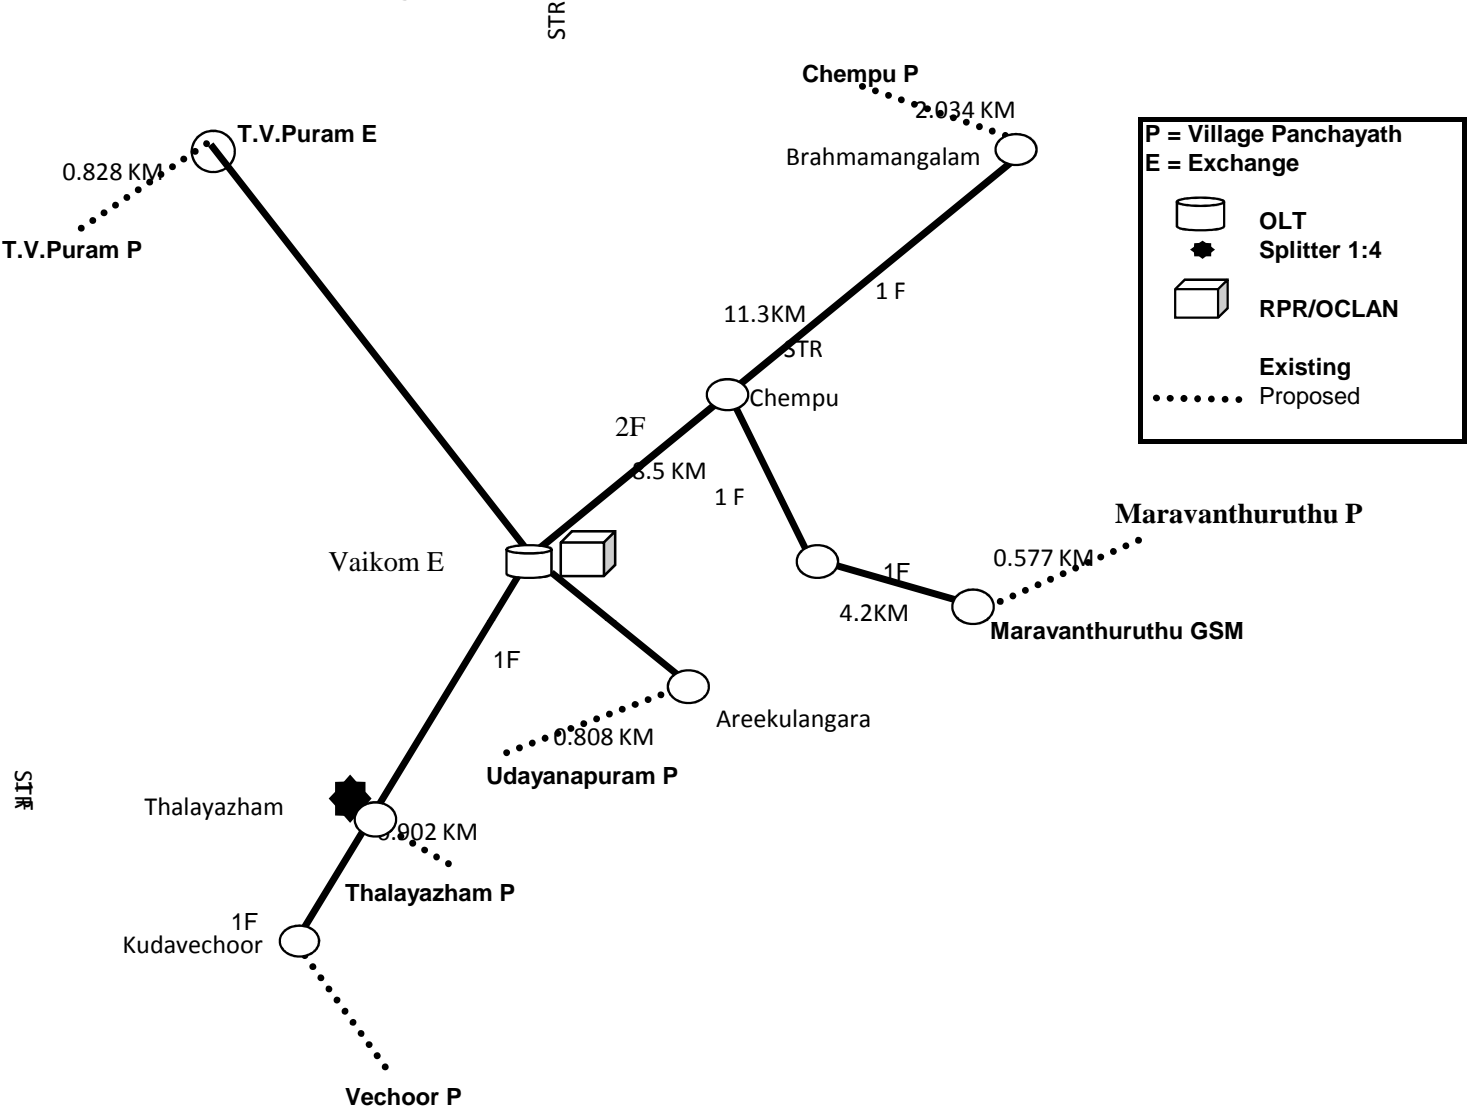 STR
Chempu P
2.034 KM
T.V.Puram E
Brahmamangalam
0.828 KM
T.V.Puram P
P = Village Panchayath
E = Exchange
OLT
Splitter 1:4
RPR/OCLAN
Existing
Proposed
1 F
11.3KM
STR
Chempu
2F
8.5 KM
1 F
Maravanthuruthu P
Vaikom E
0.577 KM
1F
4.2KM
Maravanthuruthu GSM
1F
Areekulangara
0.808 KM
Udayanapuram P
Thalayazham
0.902 KM
Thalayazham P
1F
Kudavechoor
Vechoor P